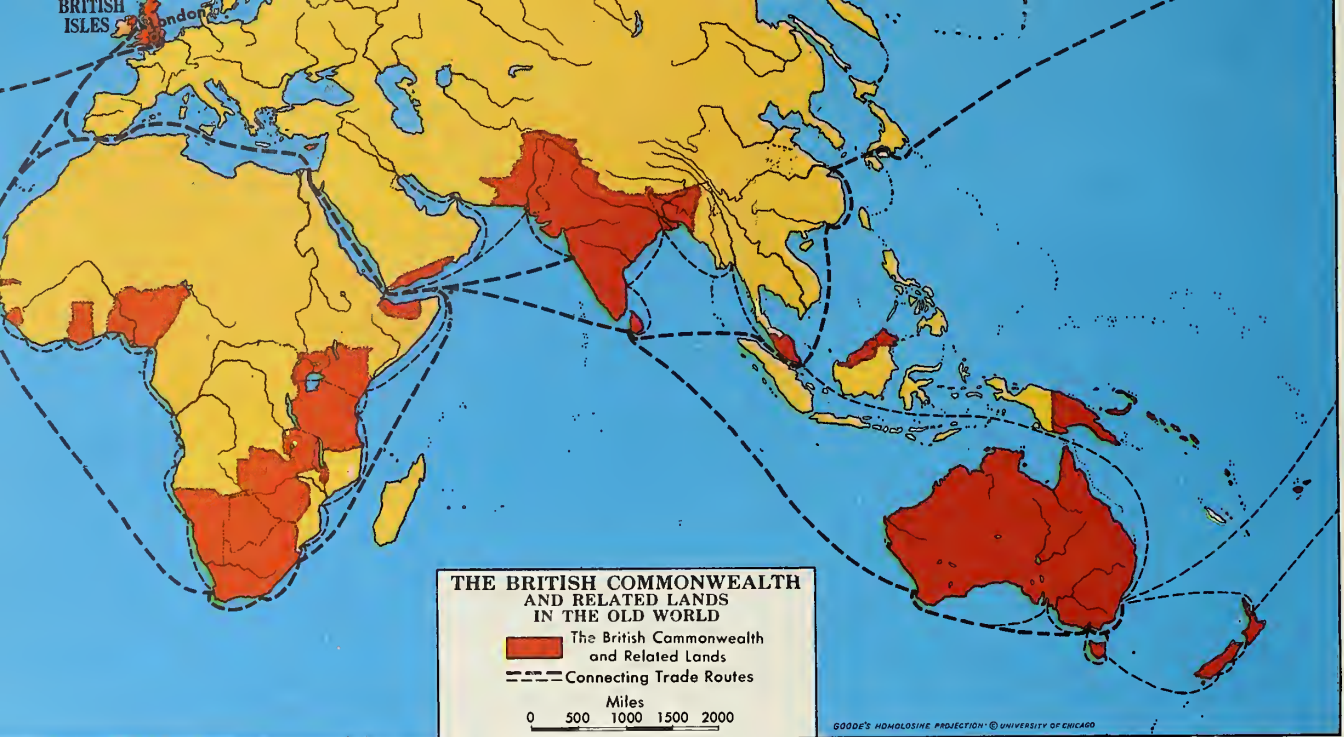 BRITISH
ISLES
London
THE BRITISH COMMONWEALTH
AND RELATED LANDS
IN THE OLD WORLD
The British Cammonwealth
and Related Lands
Connecting Trade Routes
Miles
0 500 1000 1500 2000
GOODE'S HOMOLOSINE PROJECTION · © UNIVERSITY OF CHICAGO